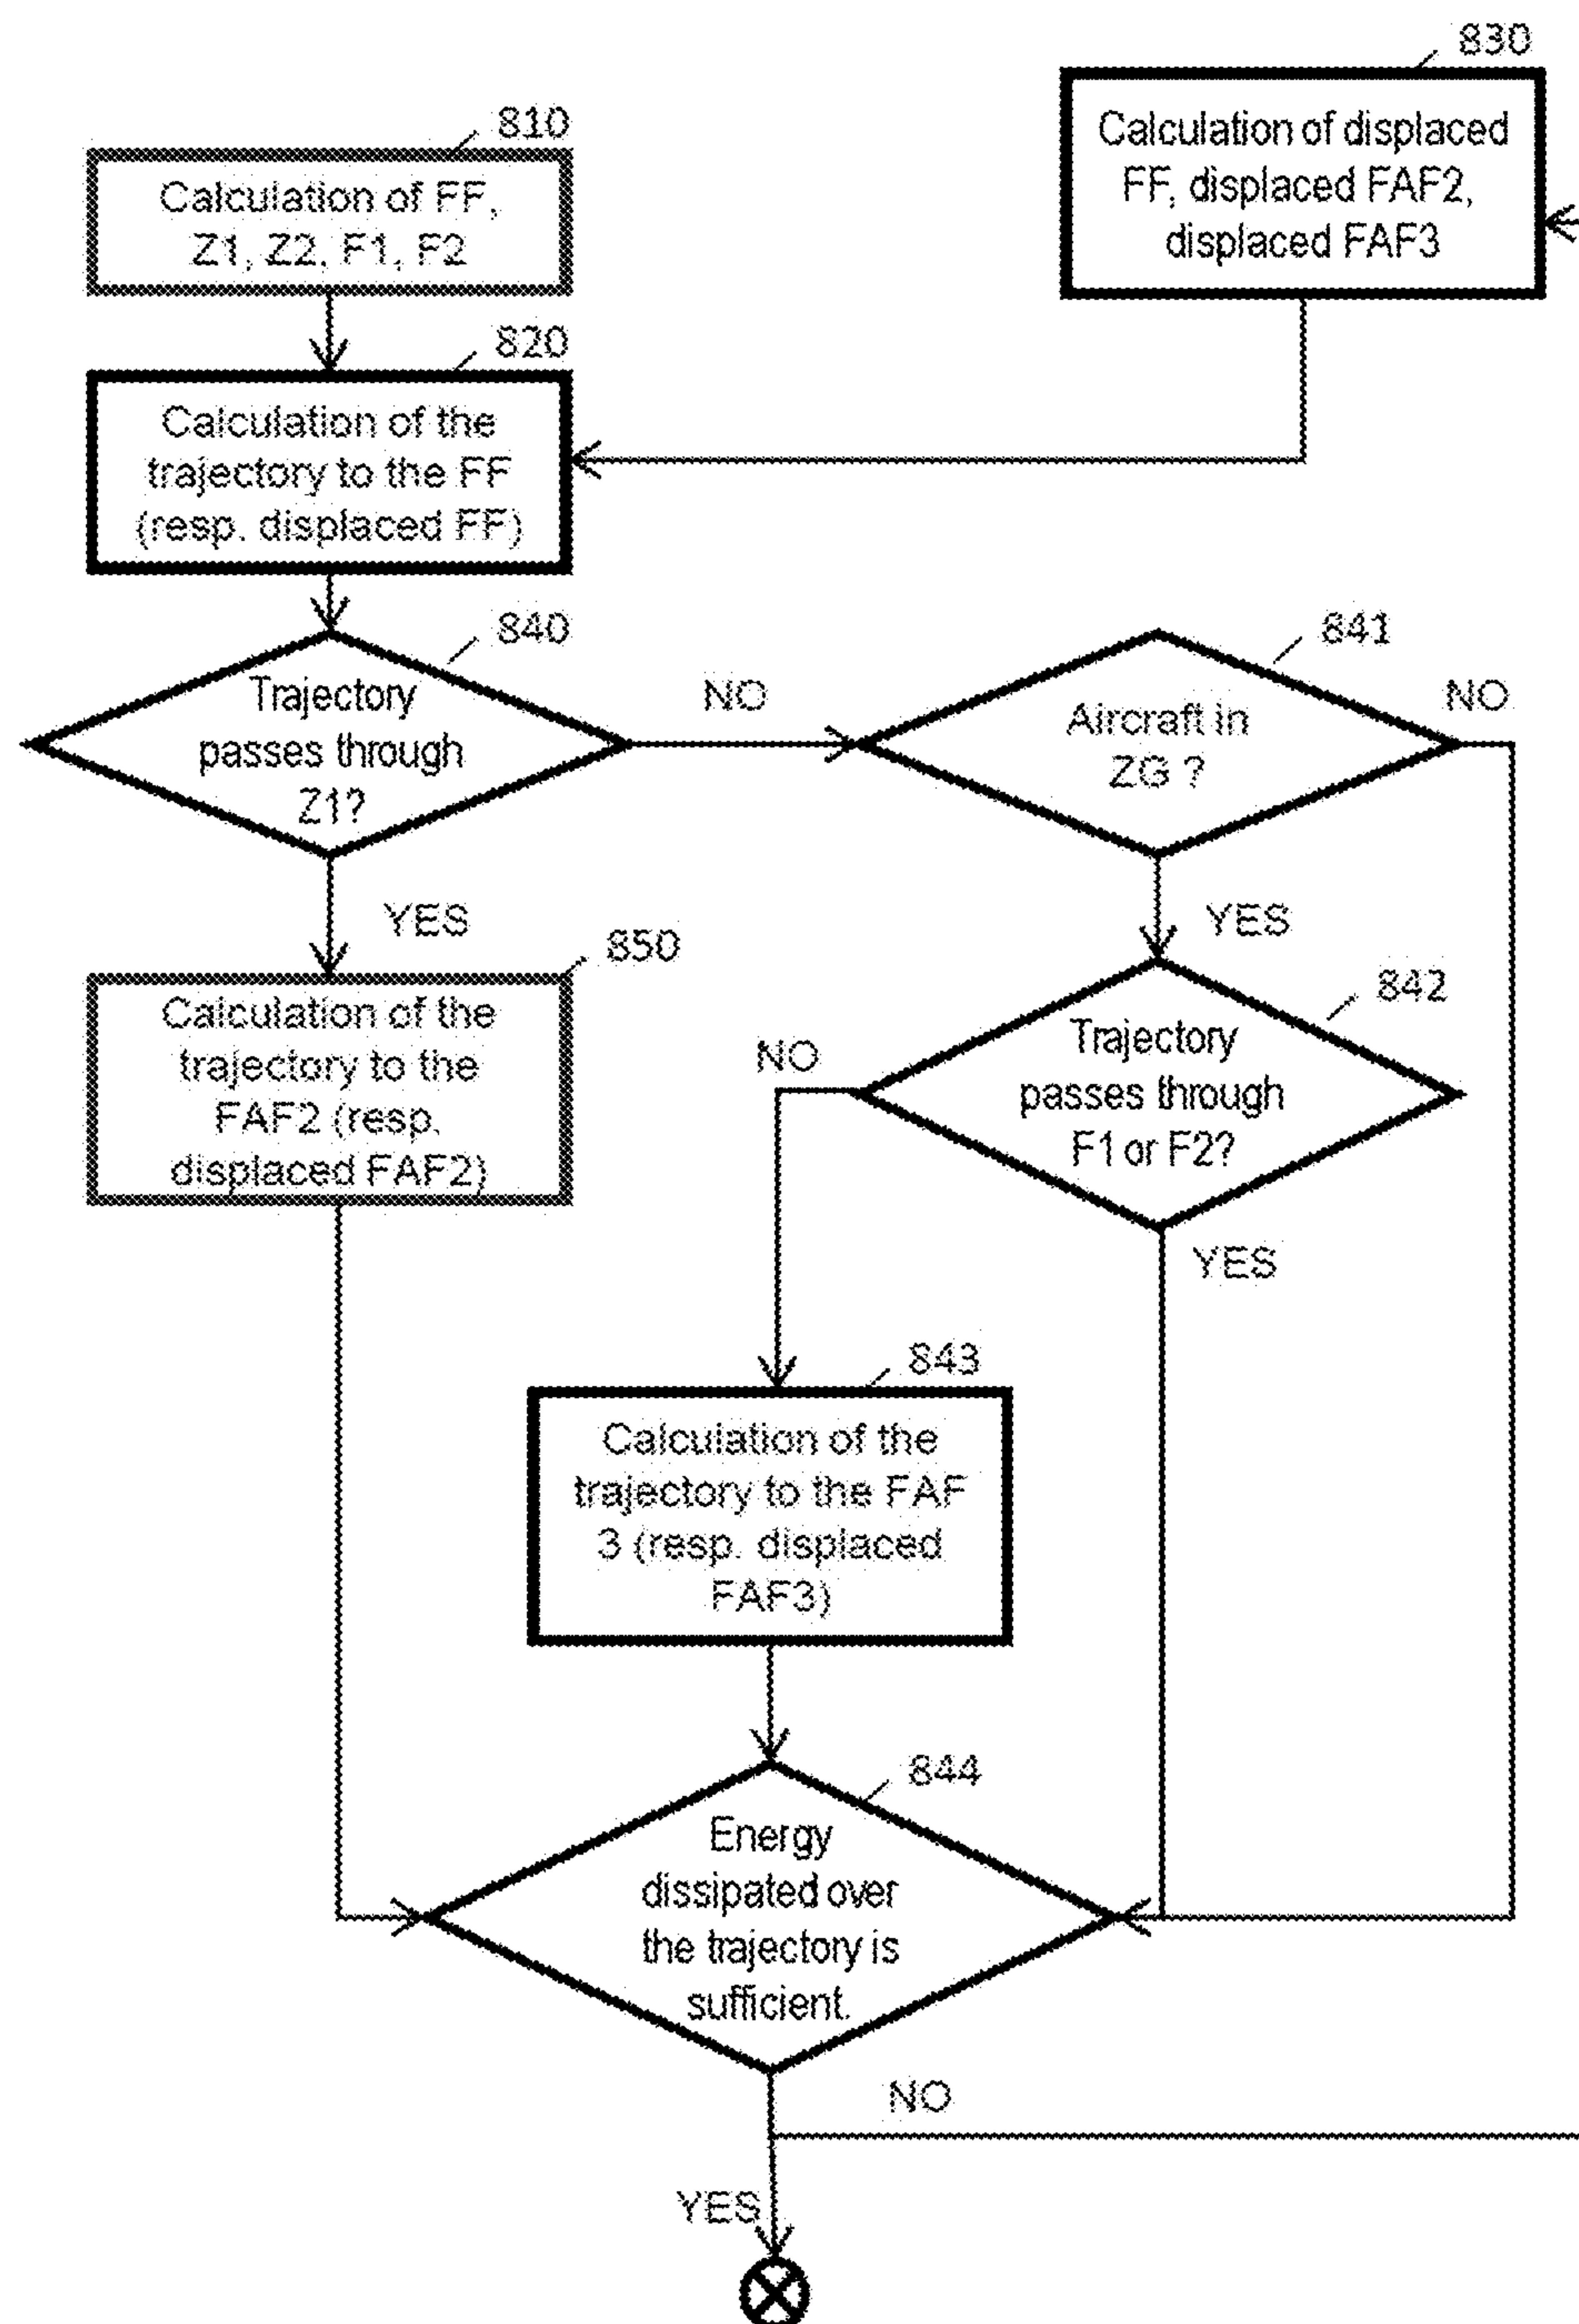 830
Calculation of displaced
FF, displaced FAF2,
displaced FAF3
810
Calculation of FF,
Z1, Z2, F1, F2
820
Calculation of the
trajectory to the FF
(resp. displaced FF)
840
Trajectory
passes through
Z1?
NO
841
Aircraft in
ZG ?
NO
YES
YES
850
Calculation of the
trajectory to the
FAF2 (resp.
displaced FAF2)
842
Trajectory
passes through
F1 or F2?
NO
YES
843
Calculation of the
trajectory to the FAF
3 (resp. displaced
FAF3)
844
Energy
dissipated over
the trajectory is
sufficient.
NO
YES